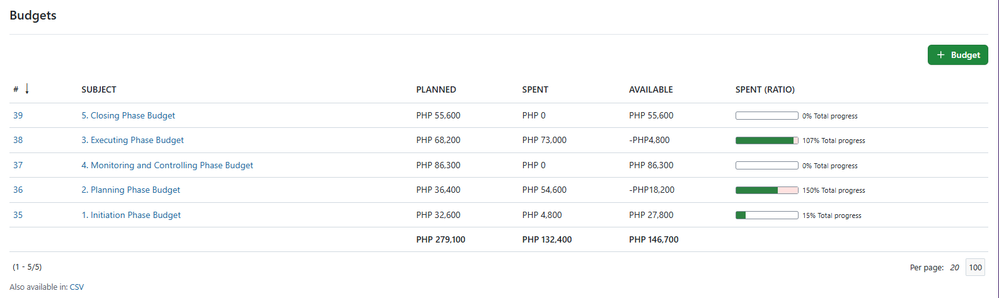 Budgets
+ Budget
# ↓ SUBJECT PLANNED SPENT AVAILABLE SPENT (RATIO)
39 5. Closing Phase Budget PHP 55,600 PHP 0 PHP 55,600 0% Total progress
38 3. Executing Phase Budget PHP 68,200 PHP 73,000 -PHP4,800 107% Total progress
37 4. Monitoring and Controlling Phase Budget PHP 86,300 PHP 0 PHP 86,300 0% Total progress
36 2. Planning Phase Budget PHP 36,400 PHP 54,600 -PHP18,200 150% Total progress
35 1. Initiation Phase Budget PHP 32,600 PHP 4,800 PHP 27,800 15% Total progress
PHP 279,100 PHP 132,400 PHP 146,700
(1 - 5/5) Per page: 20 100
Also available in: CSV